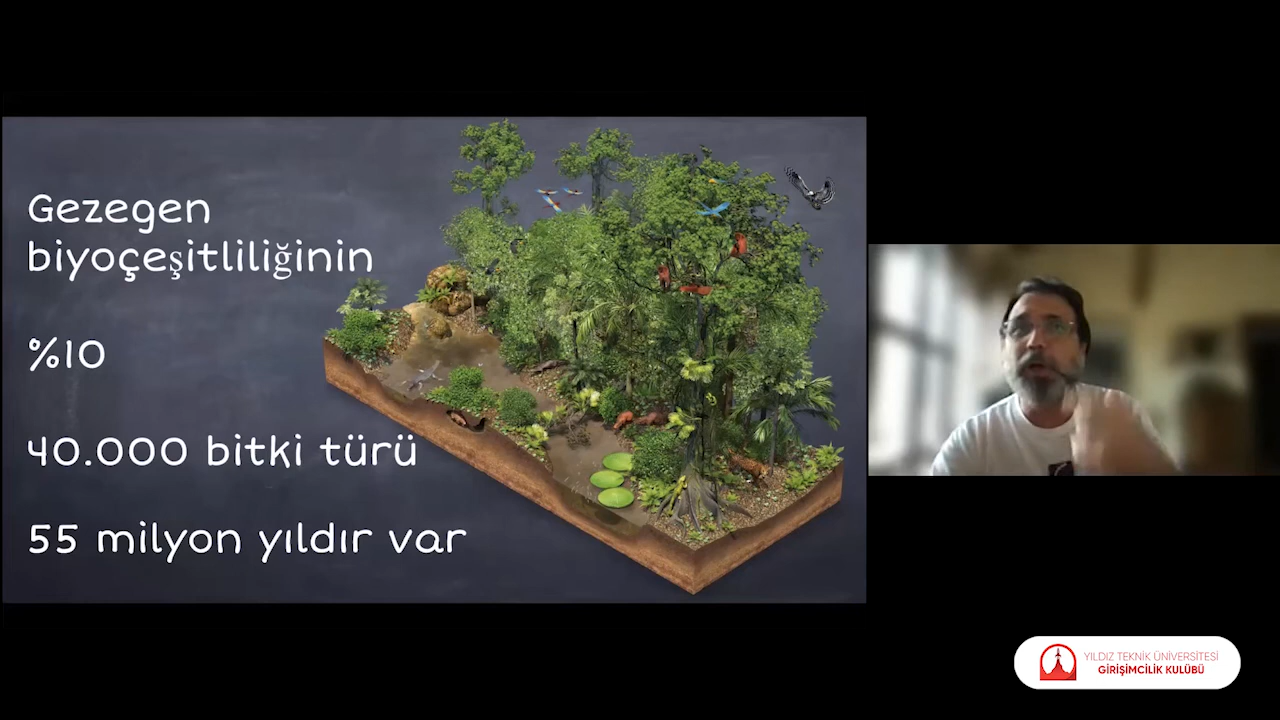 Gezegen
biyoçeşitliliğinin
%10
40.000 bitki türü
55 milyon yıldır var
YILDIZ TEKNİK ÜNİVERSİTESİ
GİRİŞİMCİLİK KULÜBÜ